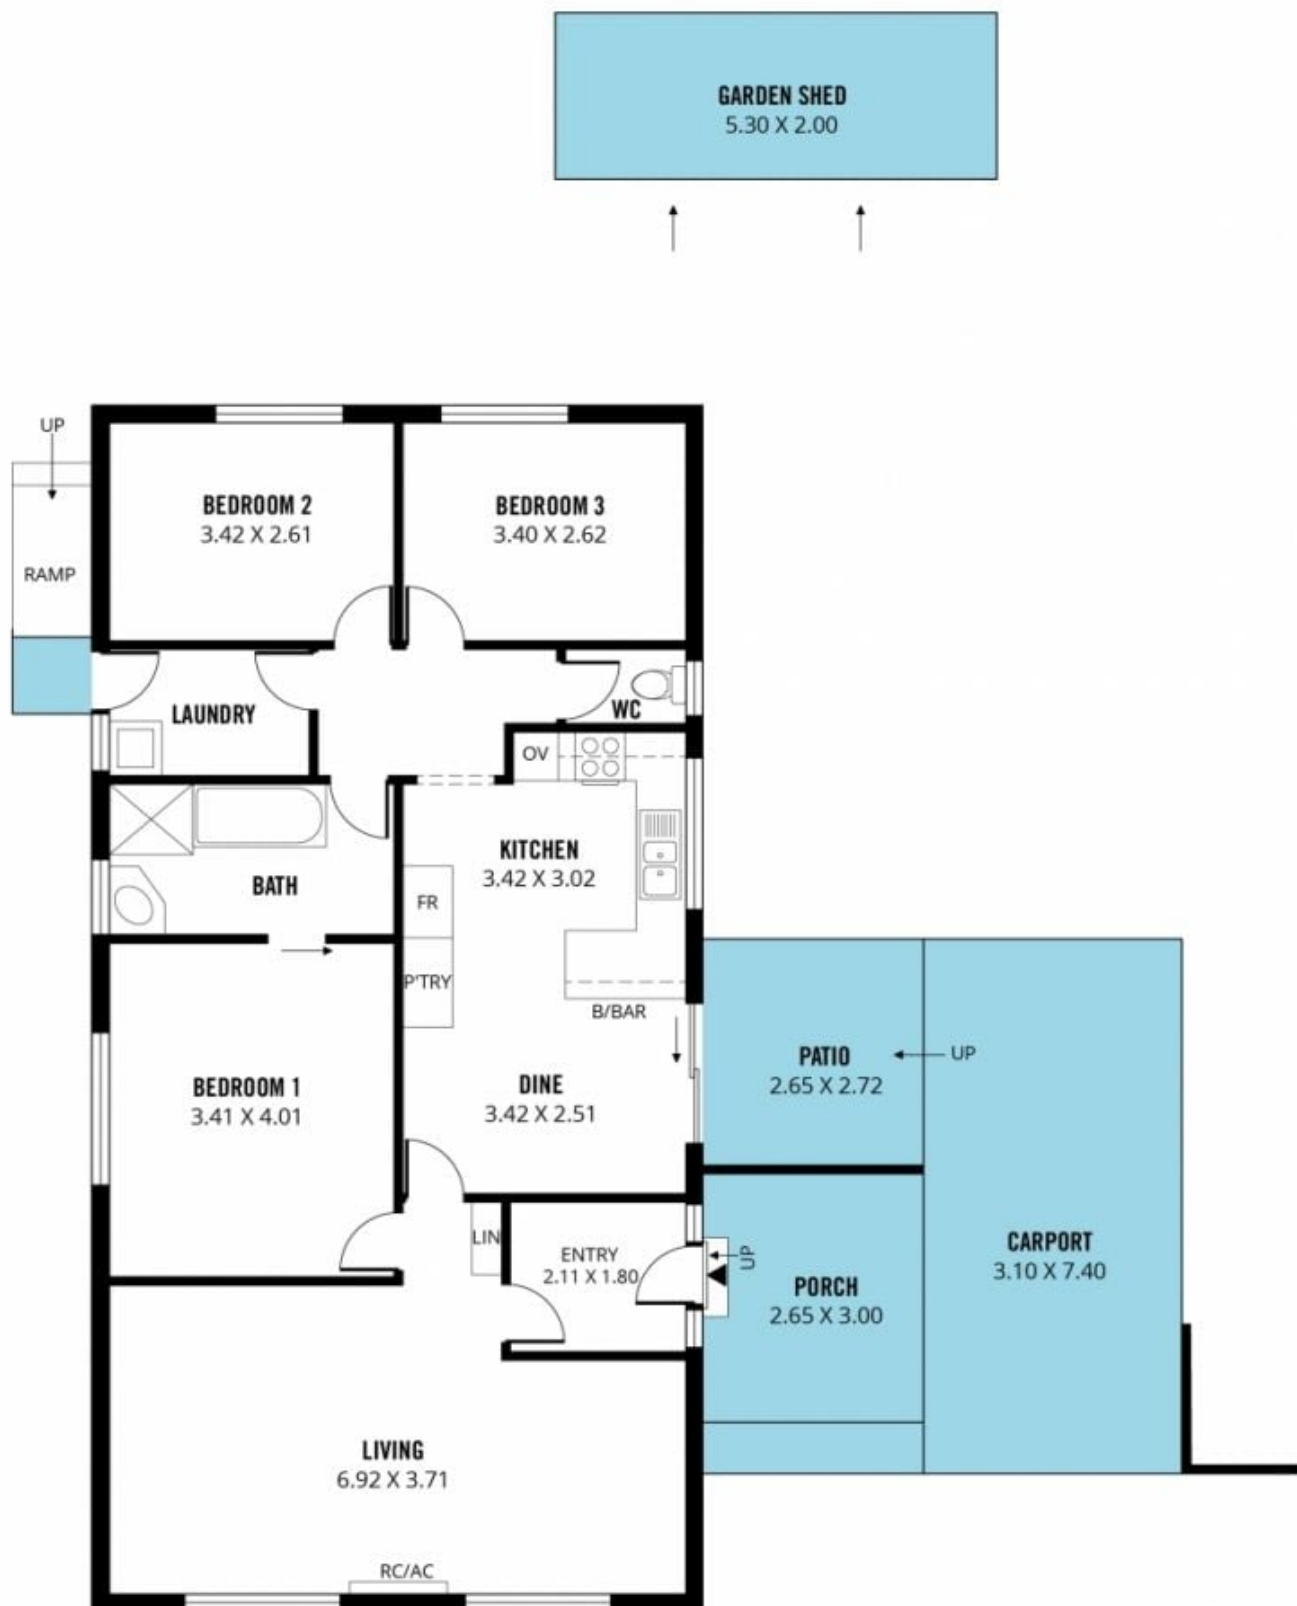 GARDEN SHED
5.30 X 2.00
UP
RAMP
BEDROOM 2
3.42 X 2.61
BEDROOM 3
3.40 X 2.62
LAUNDRY
WC
OV
KITCHEN
3.42 X 3.02
BATH
FR
P'TRY
B/BAR
BEDROOM 1
3.41 X 4.01
DINE
3.42 X 2.51
PATIO
2.65 X 2.72
UP
LIN
ENTRY
2.11 X 1.80
UP
PORCH
2.65 X 3.00
CARPORT
3.10 X 7.40
LIVING
6.92 X 3.71
RC/AC